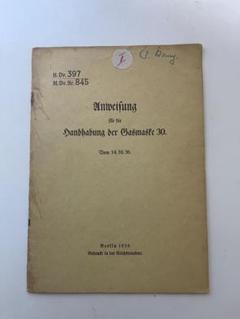 H. Dv. 397
M. Dv. Nr. 845
Anweisung
für die
Handhabung der Gasmaske 30.
Vom 14. 10. 36.
Berlin 1936
Gedruckt in der Reichsdruckerei